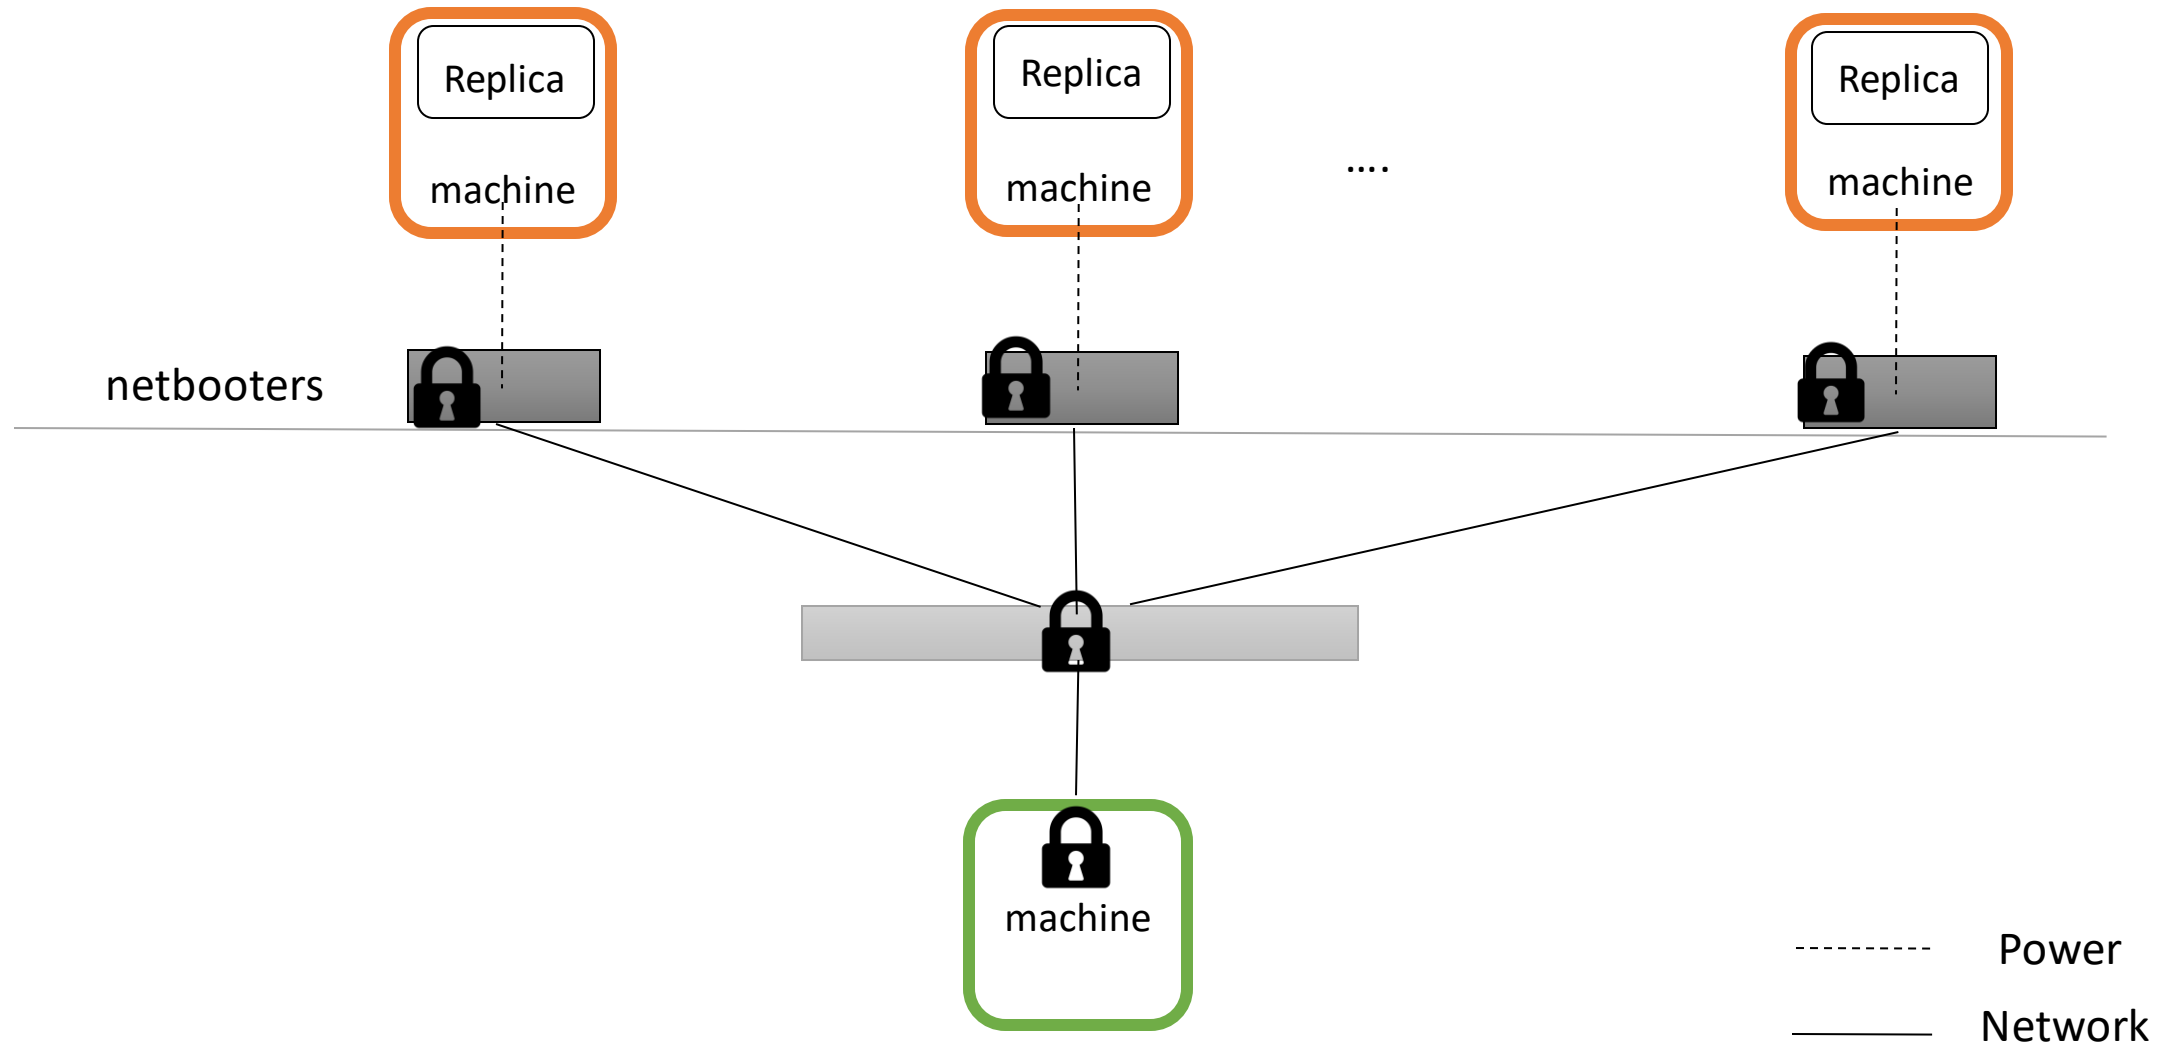 Replica
Replica
Replica
machine
machine
....
machine
netbooters
machine
Power
Network